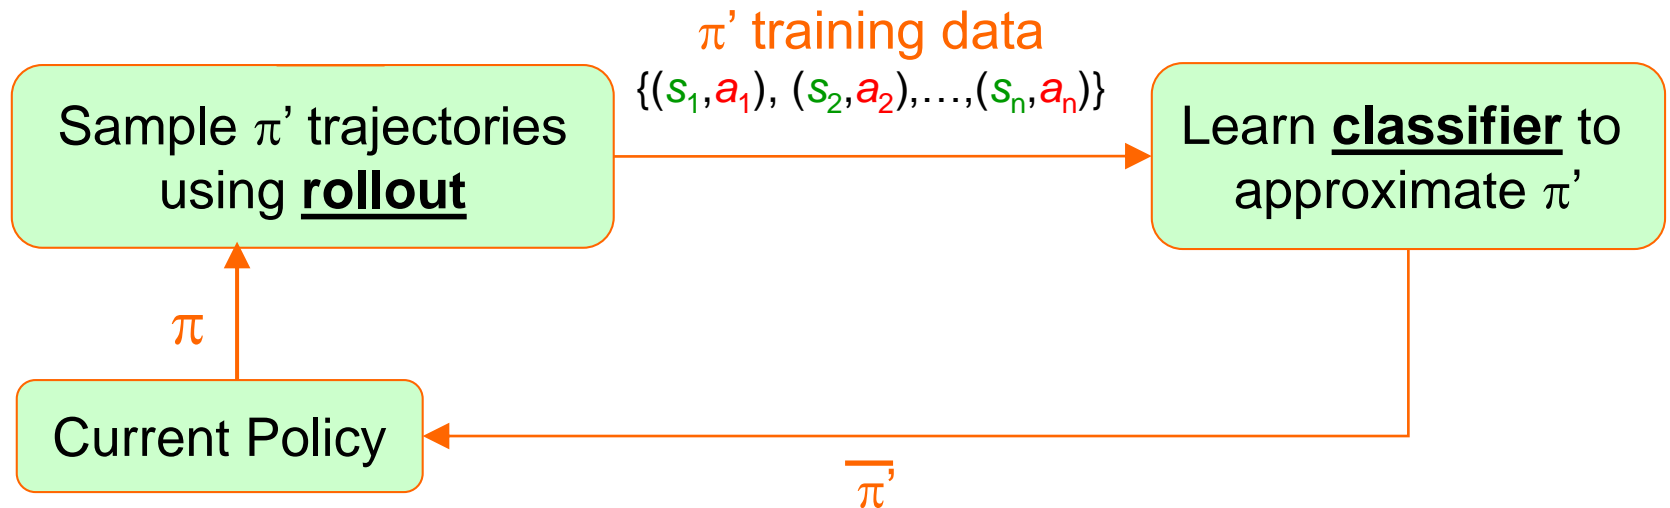 π’ training data
{(s₁,a₁), (s₂,a₂),…,(sₙ,aₙ)}
Sample π’ trajectories
using rollout
Learn classifier to
approximate π’
π
Current Policy
π̅’